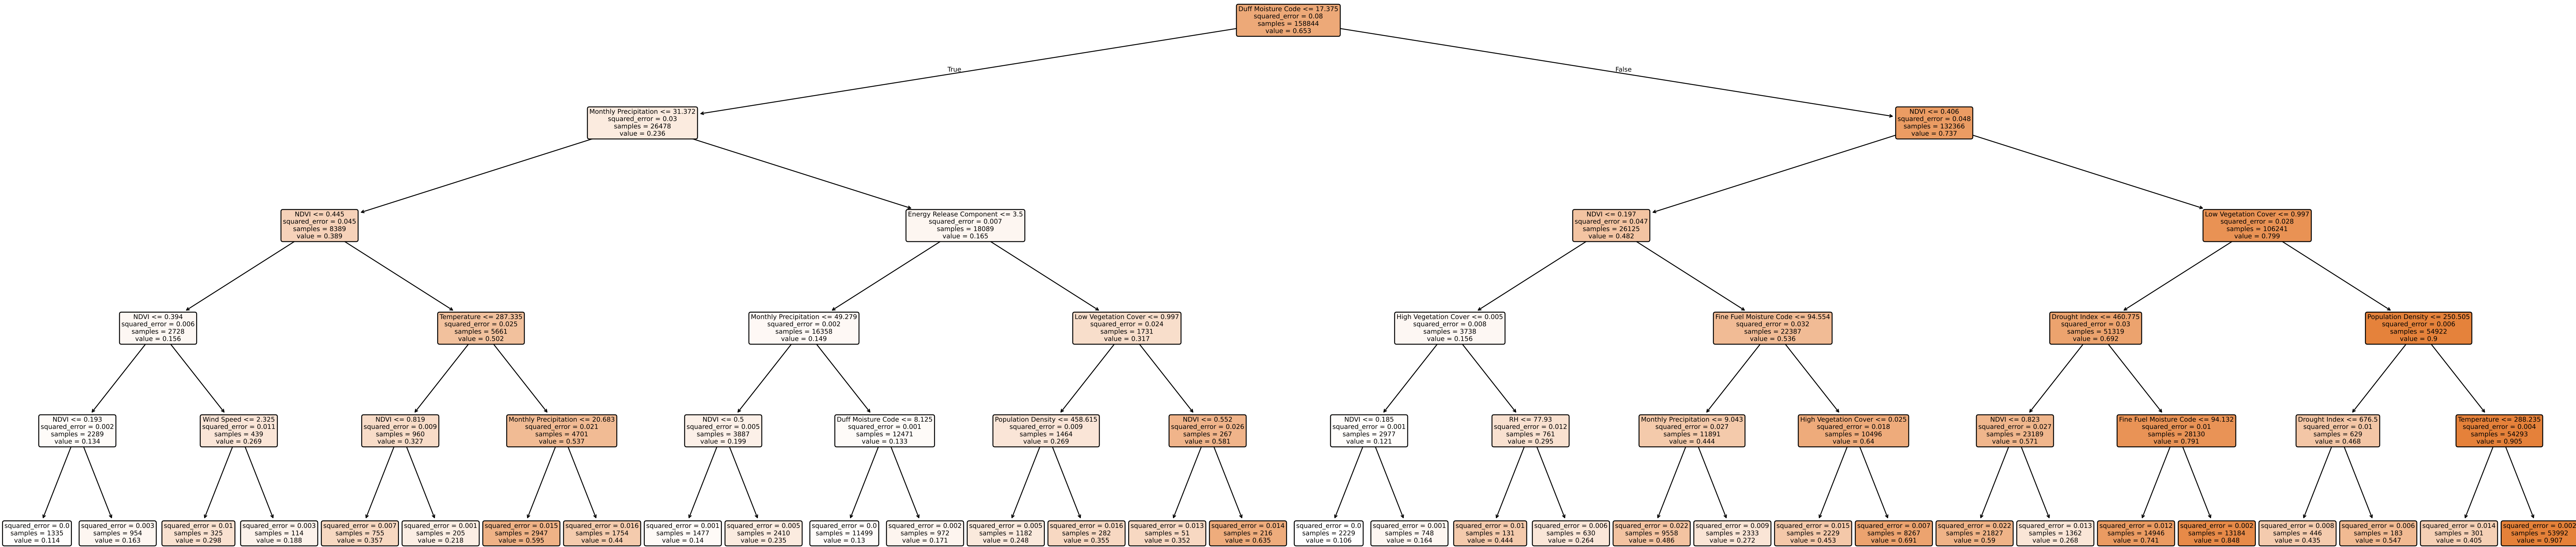 Duff Moisture Code <= 17.375
squared_error = 0.08
samples = 158844
value = 0.653
True
False
Monthly Precipitation <= 31.372
squared_error = 0.03
samples = 26478
value = 0.236
NDVI <= 0.406
squared_error = 0.048
samples = 132366
value = 0.737
NDVI <= 0.445
squared_error = 0.045
samples = 8389
value = 0.389
Energy Release Component <= 3.5
squared_error = 0.007
samples = 18089
value = 0.165
NDVI <= 0.197
squared_error = 0.047
samples = 26125
value = 0.482
Low Vegetation Cover <= 0.997
squared_error = 0.028
samples = 106241
value = 0.799
NDVI <= 0.394
squared_error = 0.006
samples = 2728
value = 0.156
Temperature <= 287.335
squared_error = 0.025
samples = 5661
value = 0.502
Monthly Precipitation <= 49.279
squared_error = 0.002
samples = 16358
value = 0.149
Low Vegetation Cover <= 0.997
squared_error = 0.024
samples = 1731
value = 0.317
High Vegetation Cover <= 0.005
squared_error = 0.008
samples = 3738
value = 0.156
Fine Fuel Moisture Code <= 94.554
squared_error = 0.032
samples = 22387
value = 0.536
Drought Index <= 460.775
squared_error = 0.03
samples = 51319
value = 0.692
Population Density <= 250.505
squared_error = 0.006
samples = 54922
value = 0.9
NDVI <= 0.193
squared_error = 0.002
samples = 2289
value = 0.134
Wind Speed <= 2.325
squared_error = 0.011
samples = 439
value = 0.269
NDVI <= 0.819
squared_error = 0.009
samples = 960
value = 0.327
Monthly Precipitation <= 20.683
squared_error = 0.021
samples = 4701
value = 0.537
NDVI <= 0.5
squared_error = 0.005
samples = 3887
value = 0.199
Duff Moisture Code <= 8.125
squared_error = 0.001
samples = 12471
value = 0.133
Population Density <= 458.615
squared_error = 0.009
samples = 1464
value = 0.269
NDVI <= 0.552
squared_error = 0.026
samples = 267
value = 0.581
NDVI <= 0.185
squared_error = 0.001
samples = 2977
value = 0.121
RH <= 77.93
squared_error = 0.012
samples = 761
value = 0.295
Monthly Precipitation <= 9.043
squared_error = 0.027
samples = 11891
value = 0.444
High Vegetation Cover <= 0.025
squared_error = 0.018
samples = 10496
value = 0.64
NDVI <= 0.823
squared_error = 0.027
samples = 23189
value = 0.571
Fine Fuel Moisture Code <= 94.132
squared_error = 0.01
samples = 28130
value = 0.791
Drought Index <= 676.5
squared_error = 0.01
samples = 629
value = 0.468
Temperature <= 288.235
squared_error = 0.004
samples = 54293
value = 0.905
squared_error = 0.0
samples = 1335
value = 0.114
squared_error = 0.003
samples = 954
value = 0.163
squared_error = 0.01
samples = 325
value = 0.298
squared_error = 0.003
samples = 114
value = 0.188
squared_error = 0.007
samples = 755
value = 0.357
squared_error = 0.001
samples = 205
value = 0.218
squared_error = 0.015
samples = 2947
value = 0.595
squared_error = 0.016
samples = 1754
value = 0.44
squared_error = 0.001
samples = 1477
value = 0.14
squared_error = 0.005
samples = 2410
value = 0.235
squared_error = 0.0
samples = 11499
value = 0.13
squared_error = 0.002
samples = 972
value = 0.171
squared_error = 0.005
samples = 1182
value = 0.248
squared_error = 0.016
samples = 282
value = 0.355
squared_error = 0.013
samples = 51
value = 0.352
squared_error = 0.014
samples = 216
value = 0.635
squared_error = 0.0
samples = 2229
value = 0.106
squared_error = 0.001
samples = 748
value = 0.164
squared_error = 0.01
samples = 131
value = 0.444
squared_error = 0.006
samples = 630
value = 0.264
squared_error = 0.022
samples = 9558
value = 0.486
squared_error = 0.009
samples = 2333
value = 0.272
squared_error = 0.015
samples = 2229
value = 0.453
squared_error = 0.007
samples = 8267
value = 0.691
squared_error = 0.022
samples = 21827
value = 0.59
squared_error = 0.013
samples = 1362
value = 0.268
squared_error = 0.012
samples = 14946
value = 0.741
squared_error = 0.002
samples = 13184
value = 0.848
squared_error = 0.008
samples = 446
value = 0.435
squared_error = 0.006
samples = 183
value = 0.547
squared_error = 0.014
samples = 301
value = 0.405
squared_error = 0.002
samples = 53992
value = 0.907